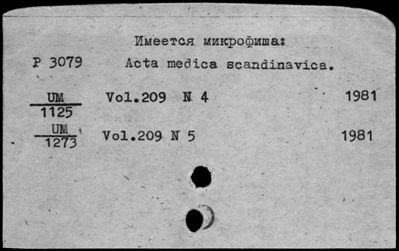 Имеется микрофиша:
P 3079 Acta medica scandinavica.
UM
1125 Vol.209 N 4 1981
UM
1273 Vol.209 N 5 1981